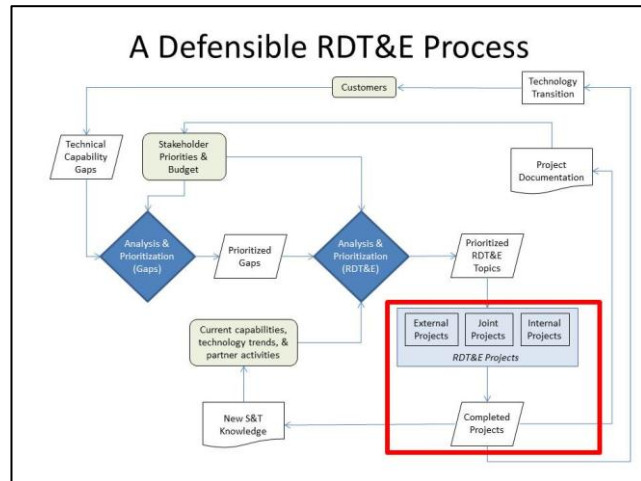 A Defensible RDT&E Process
Customers
Technology
Transition
Technical
Capability
Gaps
Stakeholder
Priorities &
Budget
Project
Documentation
Analysis &
Prioritization
(Gaps)
Prioritized
Gaps
Analysis &
Prioritization
(RDT&E)
Prioritized
RDT&E
Topics
Current capabilities,
technology trends, &
partner activities
External
Projects
Joint
Projects
Internal
Projects
RDT&E Projects
New S&T
Knowledge
Completed
Projects